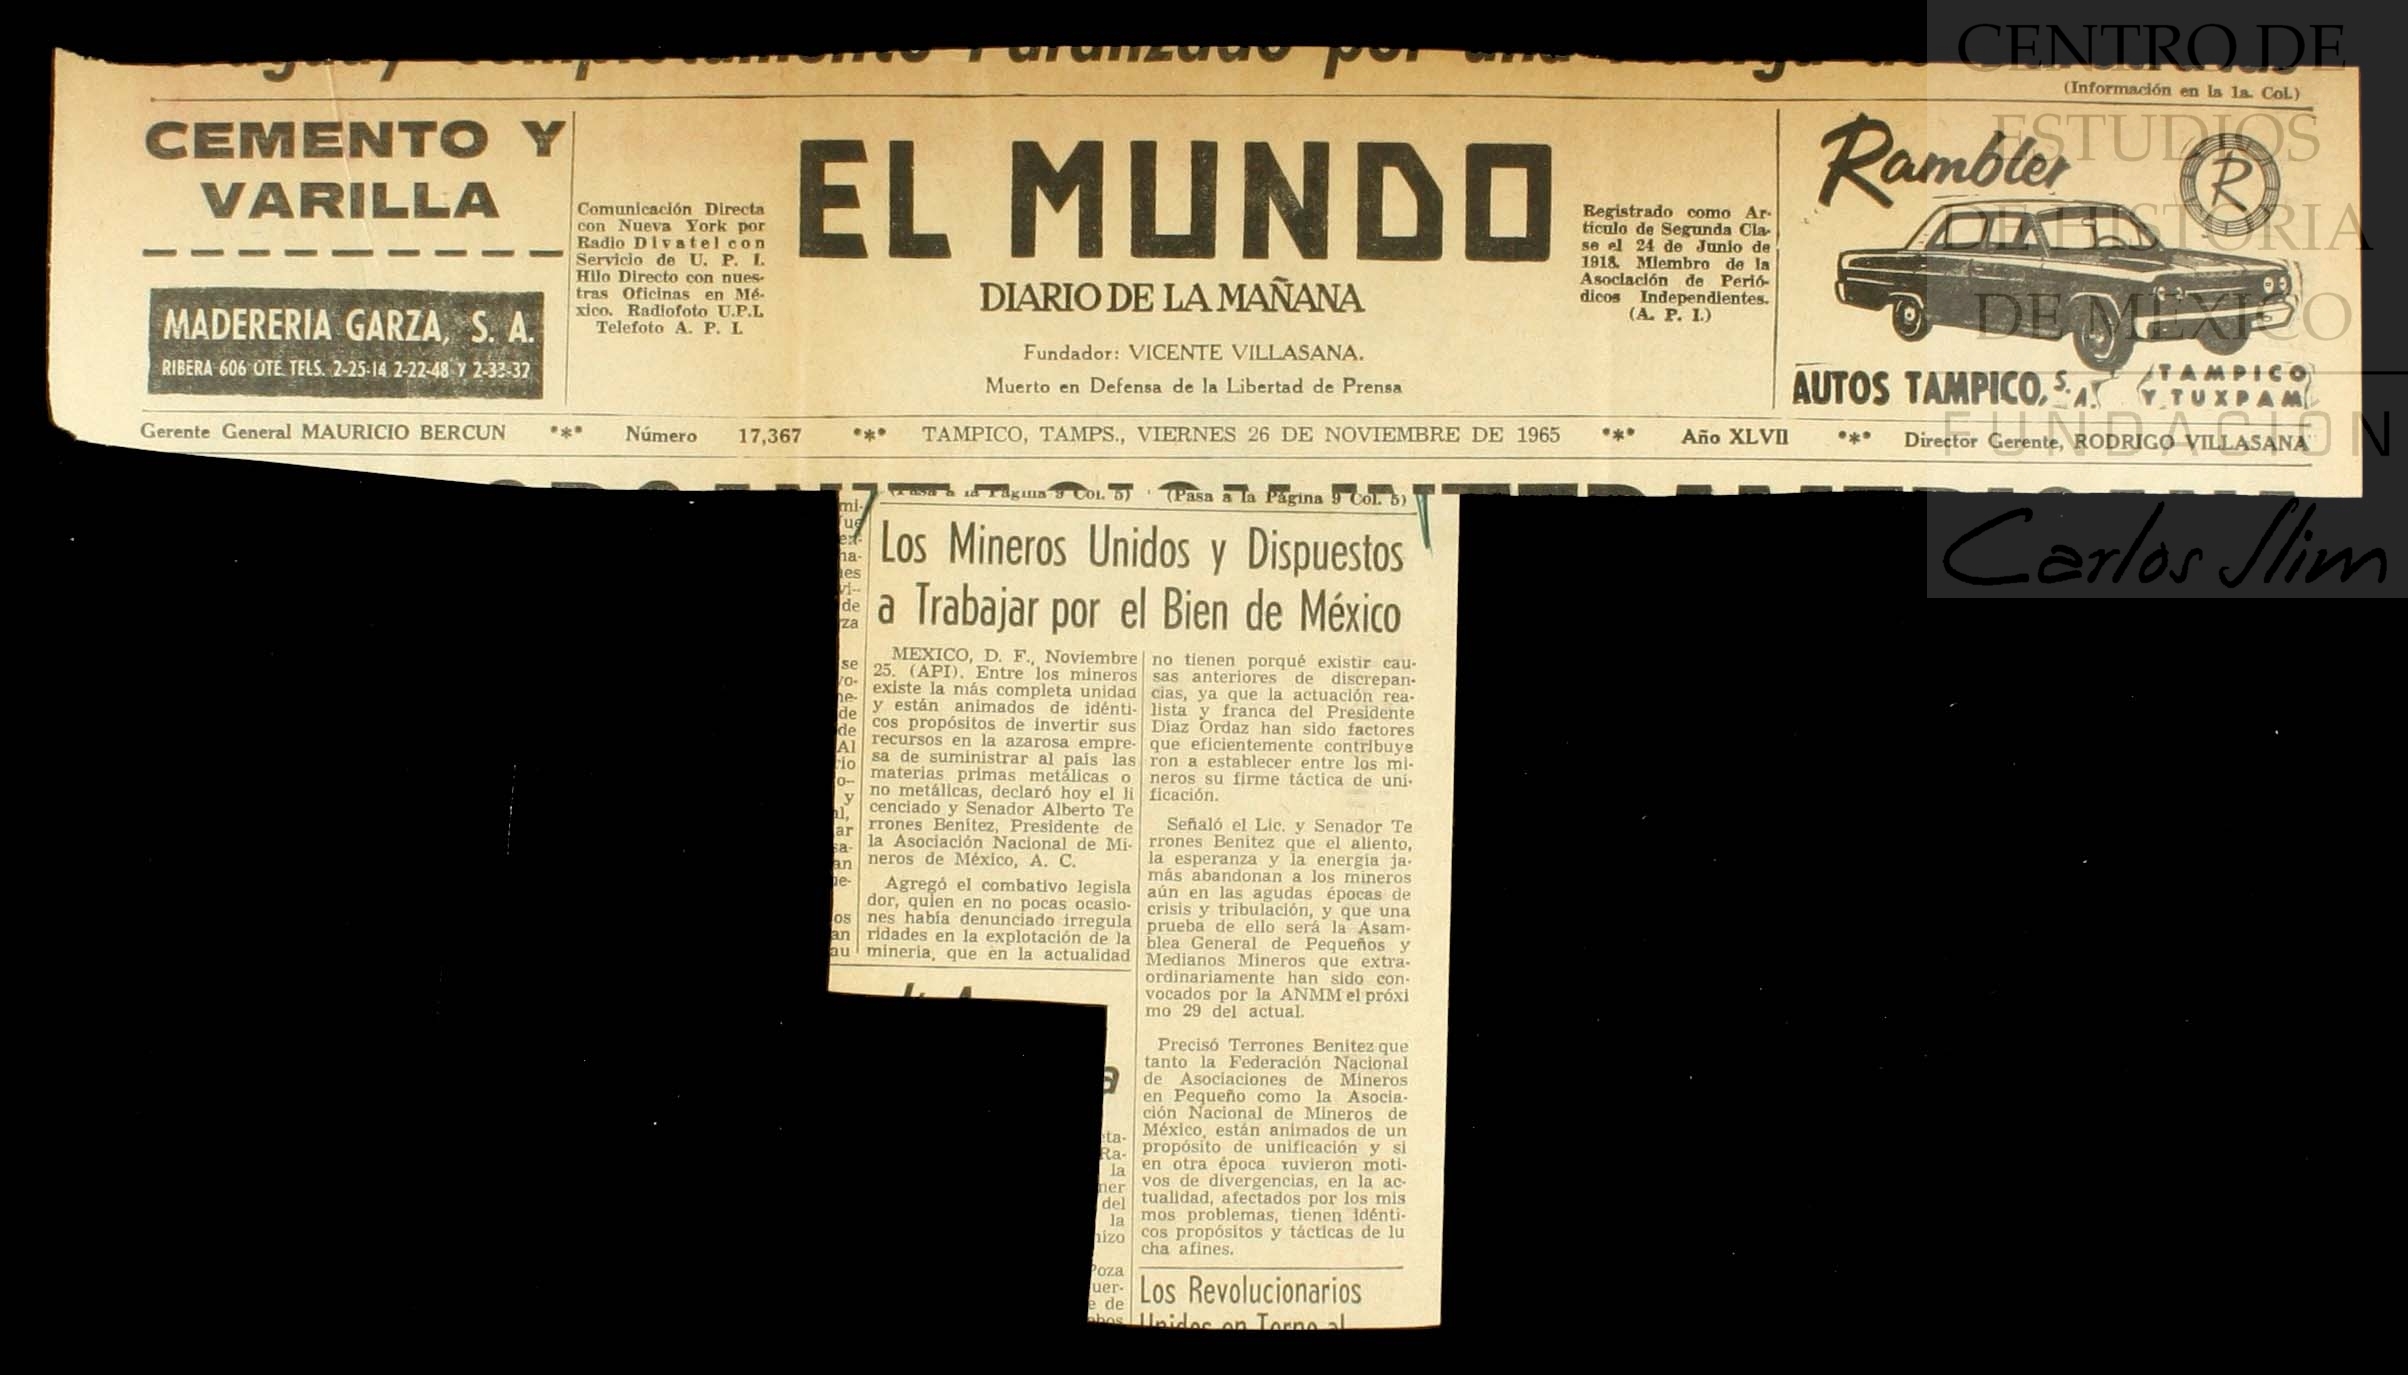 (Información en la 1a. Col.)
CEMENTO Y
VARILLA
MADERERIA GARZA, S. A.
RIBERA 606 OTE. TELS. 2-25-14 2-22-48 Y 2-33-32
Comunicación Directa
con Nueva York por
Radio Divatel con
Servicio de U. P. I.
Hilo Directo con nues-
tras Oficinas en Mé-
xico. Radiofoto U.P.I.
Telefoto A. P. I.
EL MUNDO
DIARIO DE LA MAÑANA
Fundador: VICENTE VILLASANA.
Muerto en Defensa de la Libertad de Prensa
Registrado como Ar-
tículo de Segunda Cla-
se el 24 de Junio de
1918. Miembro de la
Asociación de Perió-
dicos Independientes.
(A. P. I.)
Rambler
R
AUTOS TAMPICO, S. A.
TAMPICO
Y TUXPAM
Gerente General MAURICIO BERCUN *** Número 17,367 *** TAMPICO, TAMPS., VIERNES 26 DE NOVIEMBRE DE 1965 *** Año XLVII *** Director Gerente, RODRIGO VILLASANA
(Pasa a la Página 9 Col. 5) (Pasa a la Página 9 Col. 5)
Los Mineros Unidos y Dispuestos
a Trabajar por el Bien de México
MEXICO, D. F., Noviembre
25. (API). Entre los mineros
existe la más completa unidad
y están animados de idénti-
cos propósitos de invertir sus
recursos en la azarosa empre-
sa de suministrar al país las
materias primas metálicas o
no metálicas, declaró hoy el li
cenciado y Senador Alberto Te
rrones Benítez, Presidente de
la Asociación Nacional de Mi-
neros de México, A. C.
Agregó el combativo legisla
dor, quien en no pocas ocasio-
nes había denunciado irregula
ridades en la explotación de la
minería, que en la actualidad
no tienen porqué existir cau-
sas anteriores de discrepan-
cias, ya que la actuación rea-
lista y franca del Presidente
Díaz Ordaz han sido factores
que eficientemente contribuye
ron a establecer entre los mi-
neros su firme táctica de uni-
ficación.
Señaló el Lic. y Senador Te
rrones Benítez que el aliento,
la esperanza y la energía ja-
más abandonan a los mineros
aún en las agudas épocas de
crisis y tribulación, y que una
prueba de ello será la Asam-
blea General de Pequeños y
Medianos Mineros que extra-
ordinariamente han sido con-
vocados por la ANMM el próxi
mo 29 del actual.
Precisó Terrones Benítez que
tanto la Federación Nacional
de Asociaciones de Mineros
en Pequeño como la Asocia-
ción Nacional de Mineros de
México, están animados de un
propósito de unificación y si
en otra época tuvieron moti-
vos de divergencias, en la ac-
tualidad, afectados por los mis
mos problemas, tienen idénti-
cos propósitos y tácticas de lu
cha afines.
Los Revolucionarios
Unidos en Torno al
CENTRO DE
ESTUDIOS
DE HISTORIA
DE MÉXICO
FUNDACIÓN
Carlos Slim